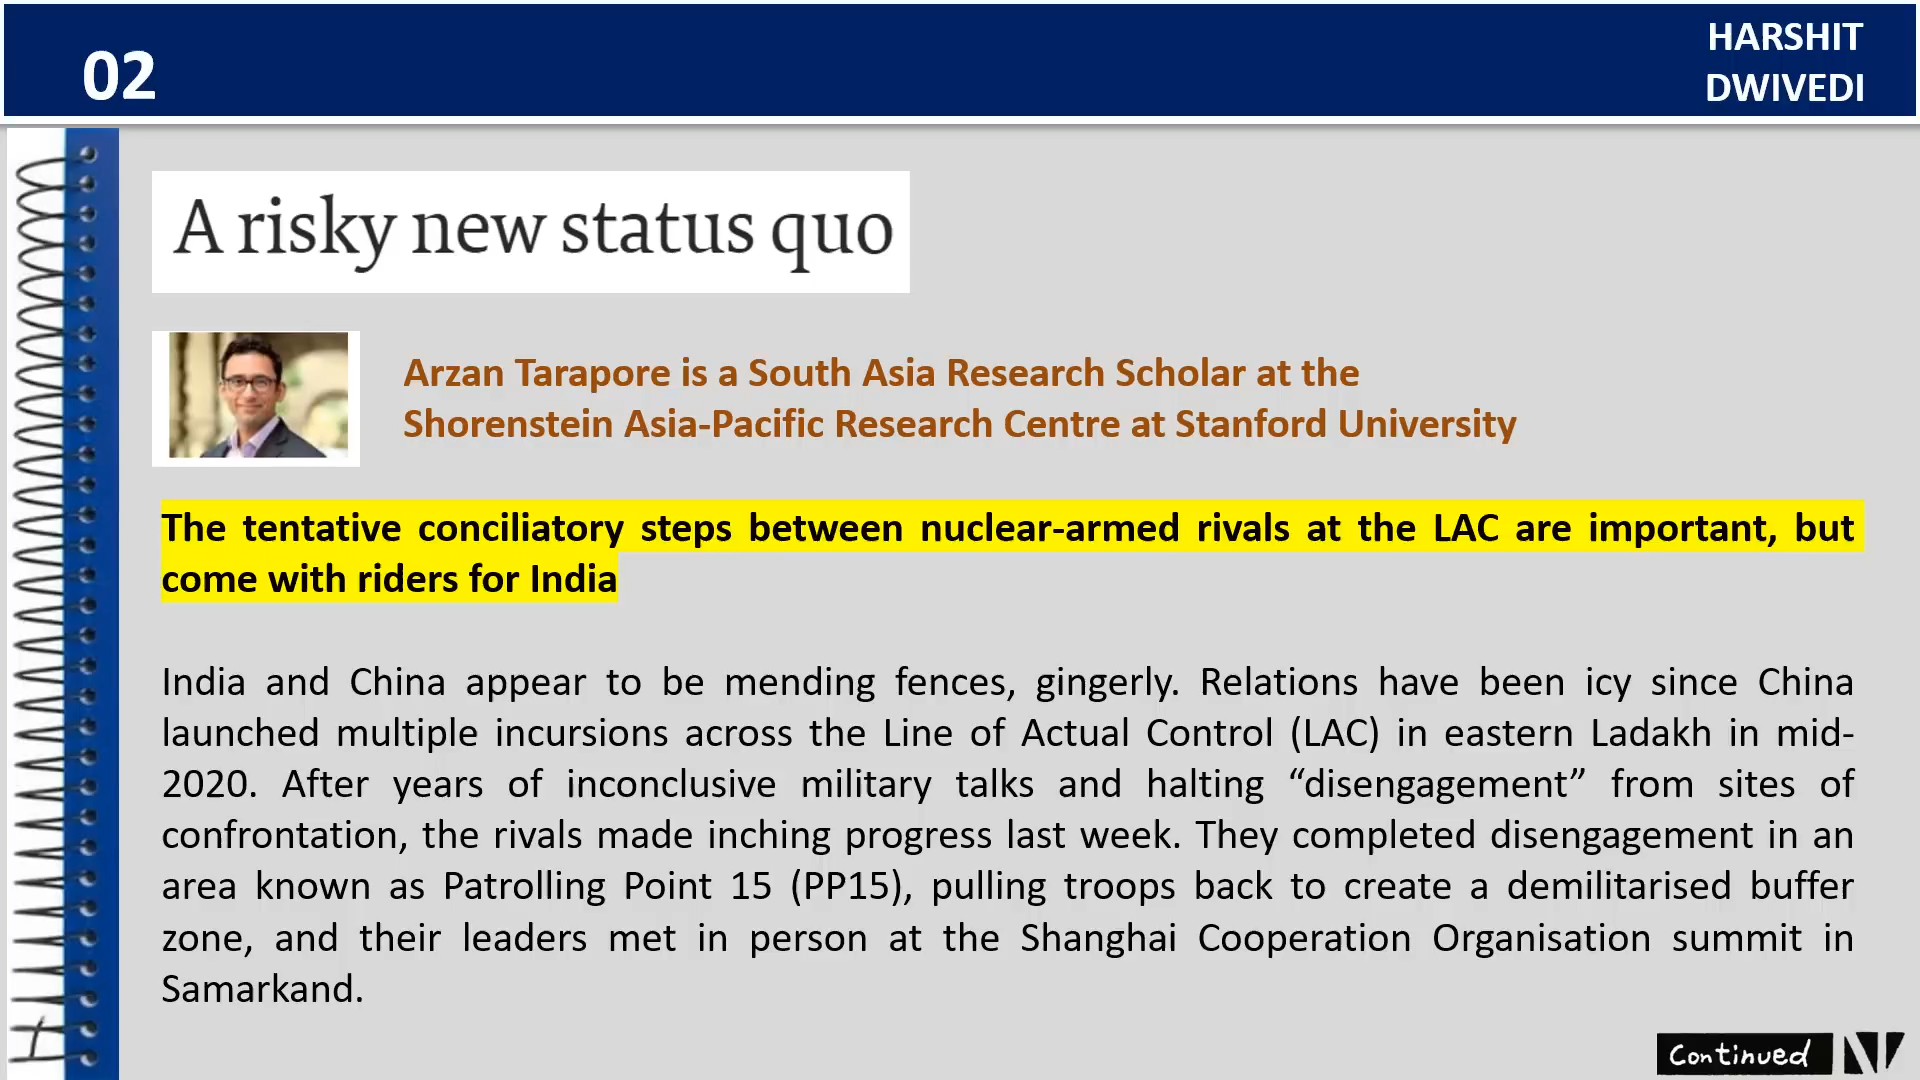 02
HARSHIT
DWIVEDI
A risky new status quo
Arzan Tarapore is a South Asia Research Scholar at the
Shorenstein Asia-Pacific Research Centre at Stanford University
The tentative conciliatory steps between nuclear-armed rivals at the LAC are important, but
come with riders for India
India and China appear to be mending fences, gingerly. Relations have been icy since China
launched multiple incursions across the Line of Actual Control (LAC) in eastern Ladakh in mid-
2020. After years of inconclusive military talks and halting “disengagement” from sites of
confrontation, the rivals made inching progress last week. They completed disengagement in an
area known as Patrolling Point 15 (PP15), pulling troops back to create a demilitarised buffer
zone, and their leaders met in person at the Shanghai Cooperation Organisation summit in
Samarkand.
Continued